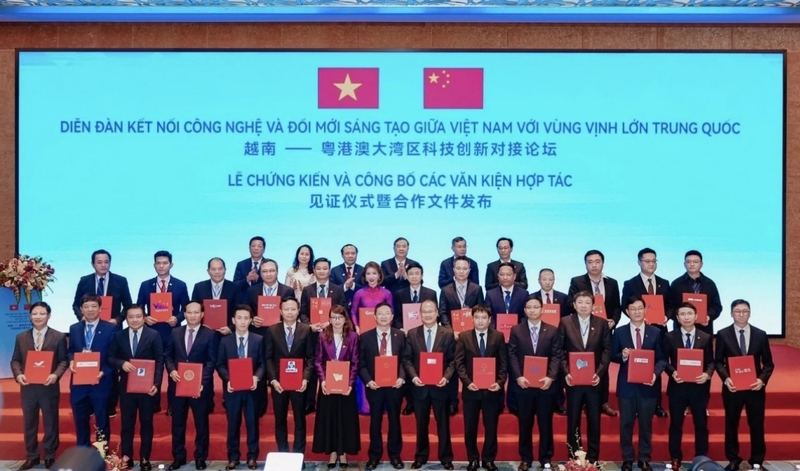 DIỄN ĐÀN KẾT NỐI CÔNG NGHỆ VÀ ĐỔI MỚI SÁNG TẠO GIỮA VIỆT NAM VỚI VÙNG VỊNH LỚN TRUNG QUỐC
越南 —— 粤港澳大湾区科技创新对接论坛
LỄ CHỨNG KIẾN VÀ CÔNG BỐ CÁC VĂN KIỆN HỢP TÁC
见证仪式暨合作文件发布